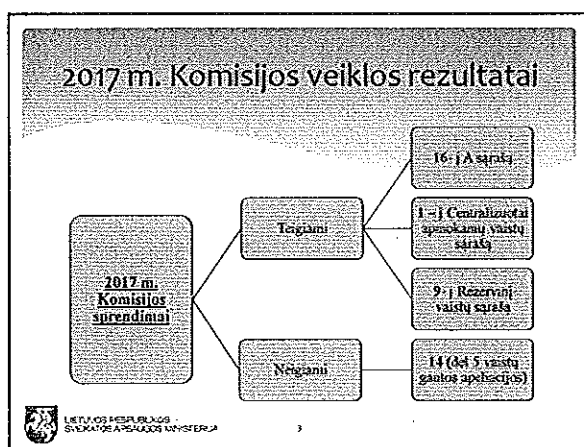 2017 m. Komisijos veiklos rezultatai
2017 m.
Komisijos
sprendimai
Teigiami
Neigiami
16- į A sąrašą
1 – į Centralizuotai
apmokamų vaistų
sąrašą
9- į Rezervinį
vaistų sąrašą
14 (dėl 5 vaistų
gautos apeliacijos)
LIETUVOS RESPUBLIKOS
SVEIKATOS APSAUGOS MINISTERIJA
3